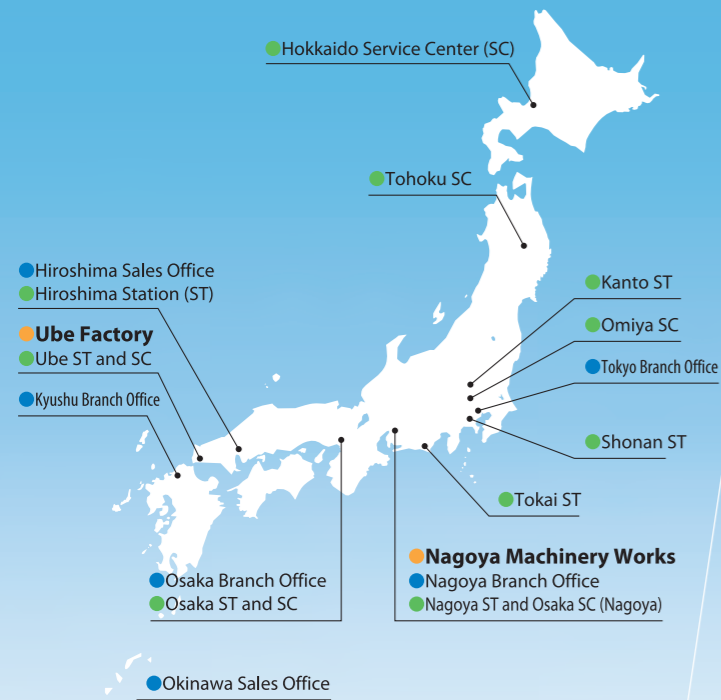 Hokkaido Service Center (SC)
Tohoku SC
Hiroshima Sales Office
Hiroshima Station (ST)
Ube Factory
Ube ST and SC
Kyushu Branch Office
Kanto ST
Omiya SC
Tokyo Branch Office
Shonan ST
Tokai ST
Nagoya Machinery Works
Nagoya Branch Office
Nagoya ST and Osaka SC (Nagoya)
Osaka Branch Office
Osaka ST and SC
Okinawa Sales Office